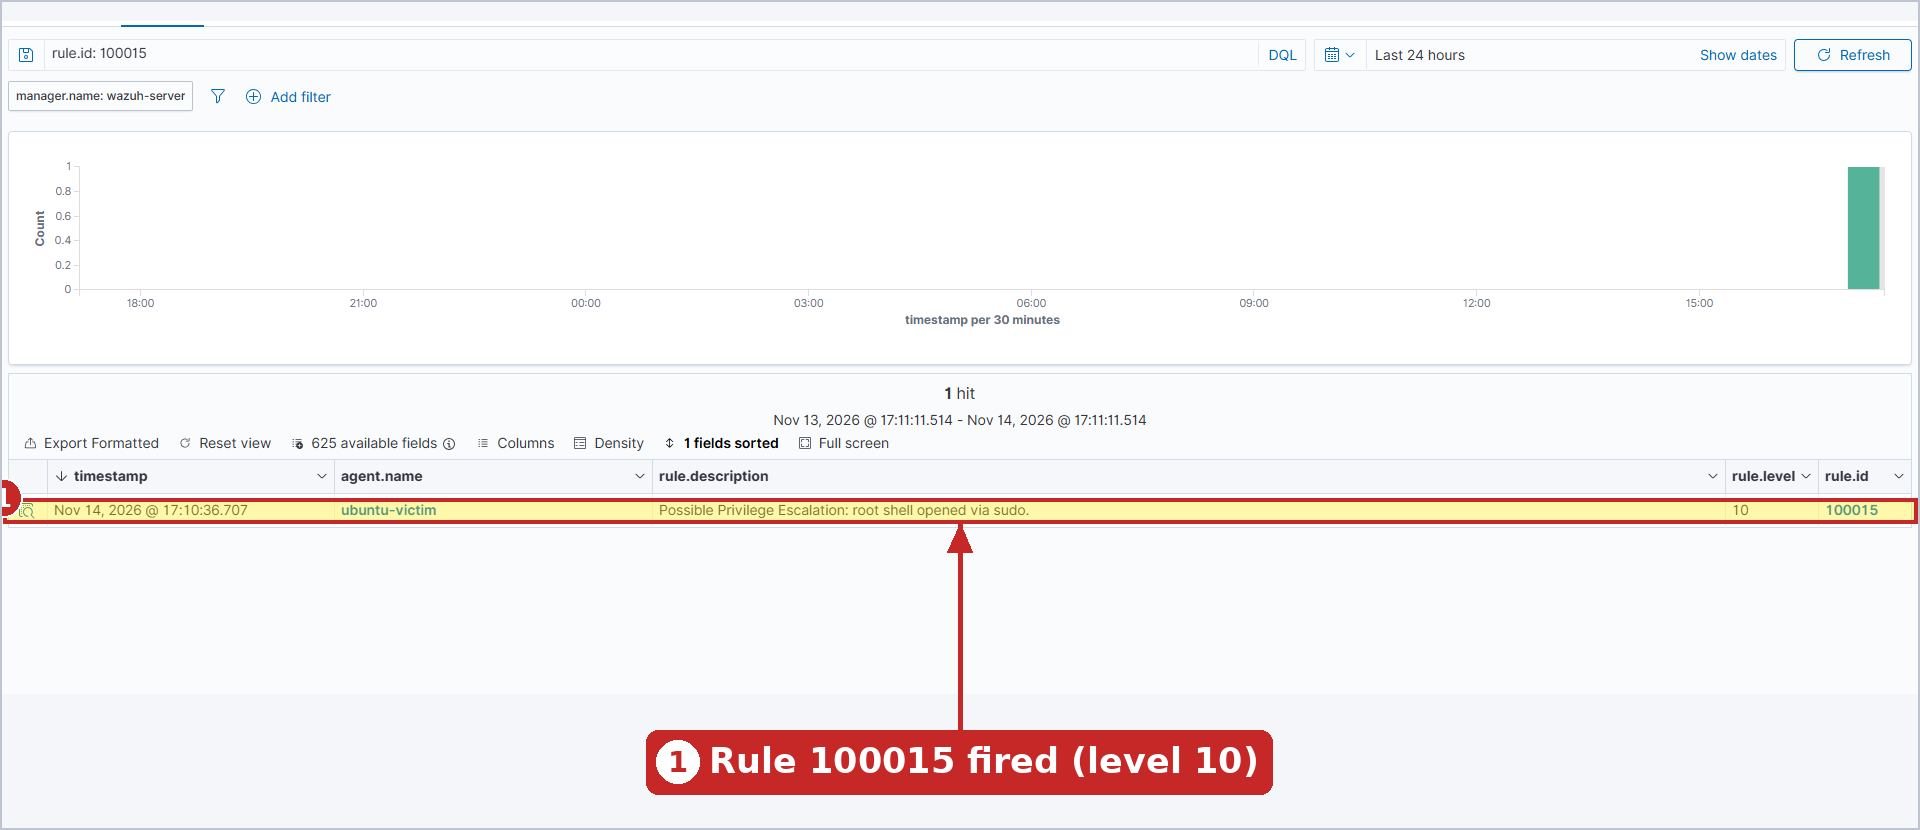 rule.id: 100015
DQL
Last 24 hours
Show dates
Refresh
manager.name: wazuh-server
Add filter
1
0.8
0.6
0.4
0.2
0
Count
18:00
21:00
00:00
03:00
06:00
09:00
12:00
15:00
timestamp per 30 minutes
1 hit
Nov 13, 2026 @ 17:11:11.514 - Nov 14, 2026 @ 17:11:11.514
Export Formatted
Reset view
625 available fields
Columns
Density
1 fields sorted
Full screen
timestamp
agent.name
rule.description
rule.level
rule.id
1
Nov 14, 2026 @ 17:10:36.707
ubuntu-victim
Possible Privilege Escalation: root shell opened via sudo.
10
100015
1 Rule 100015 fired (level 10)